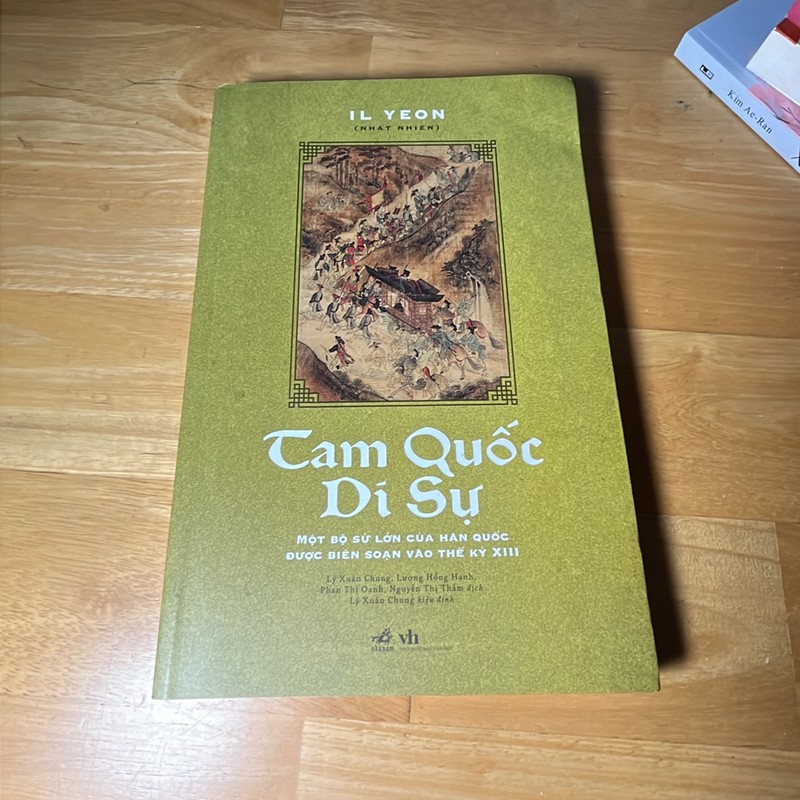 IL YEON
(NHẤT NHIÊN)
Tam Quốc
Di Sự
MỘT BỘ SỬ LỚN CỦA HÀN QUỐC
ĐƯỢC BIÊN SOẠN VÀO THẾ KỶ XIII
Lý Xuân Chung, Lương Hồng Hạnh,
Phan Thị Oanh, Nguyễn Thị Thắm dịch
Lý Xuân Chung hiệu đính
vh
Kim Ae-Ran